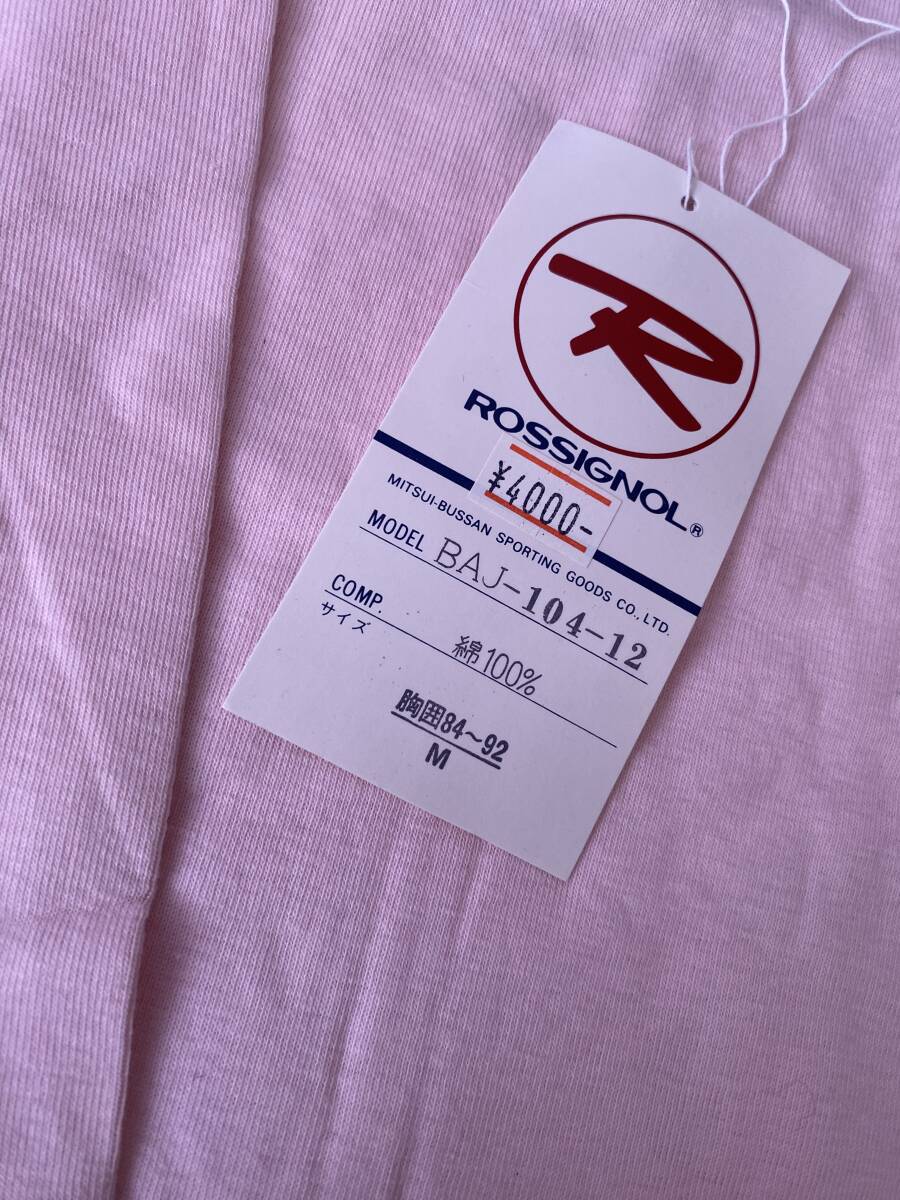 R
ROSSIGNOL®
¥4000-
MITSUI-BUSSAN SPORTING GOODS CO., LTD.
MODEL BAJ-104-12
COMP. 綿100%
サイズ
胸囲84~92
M